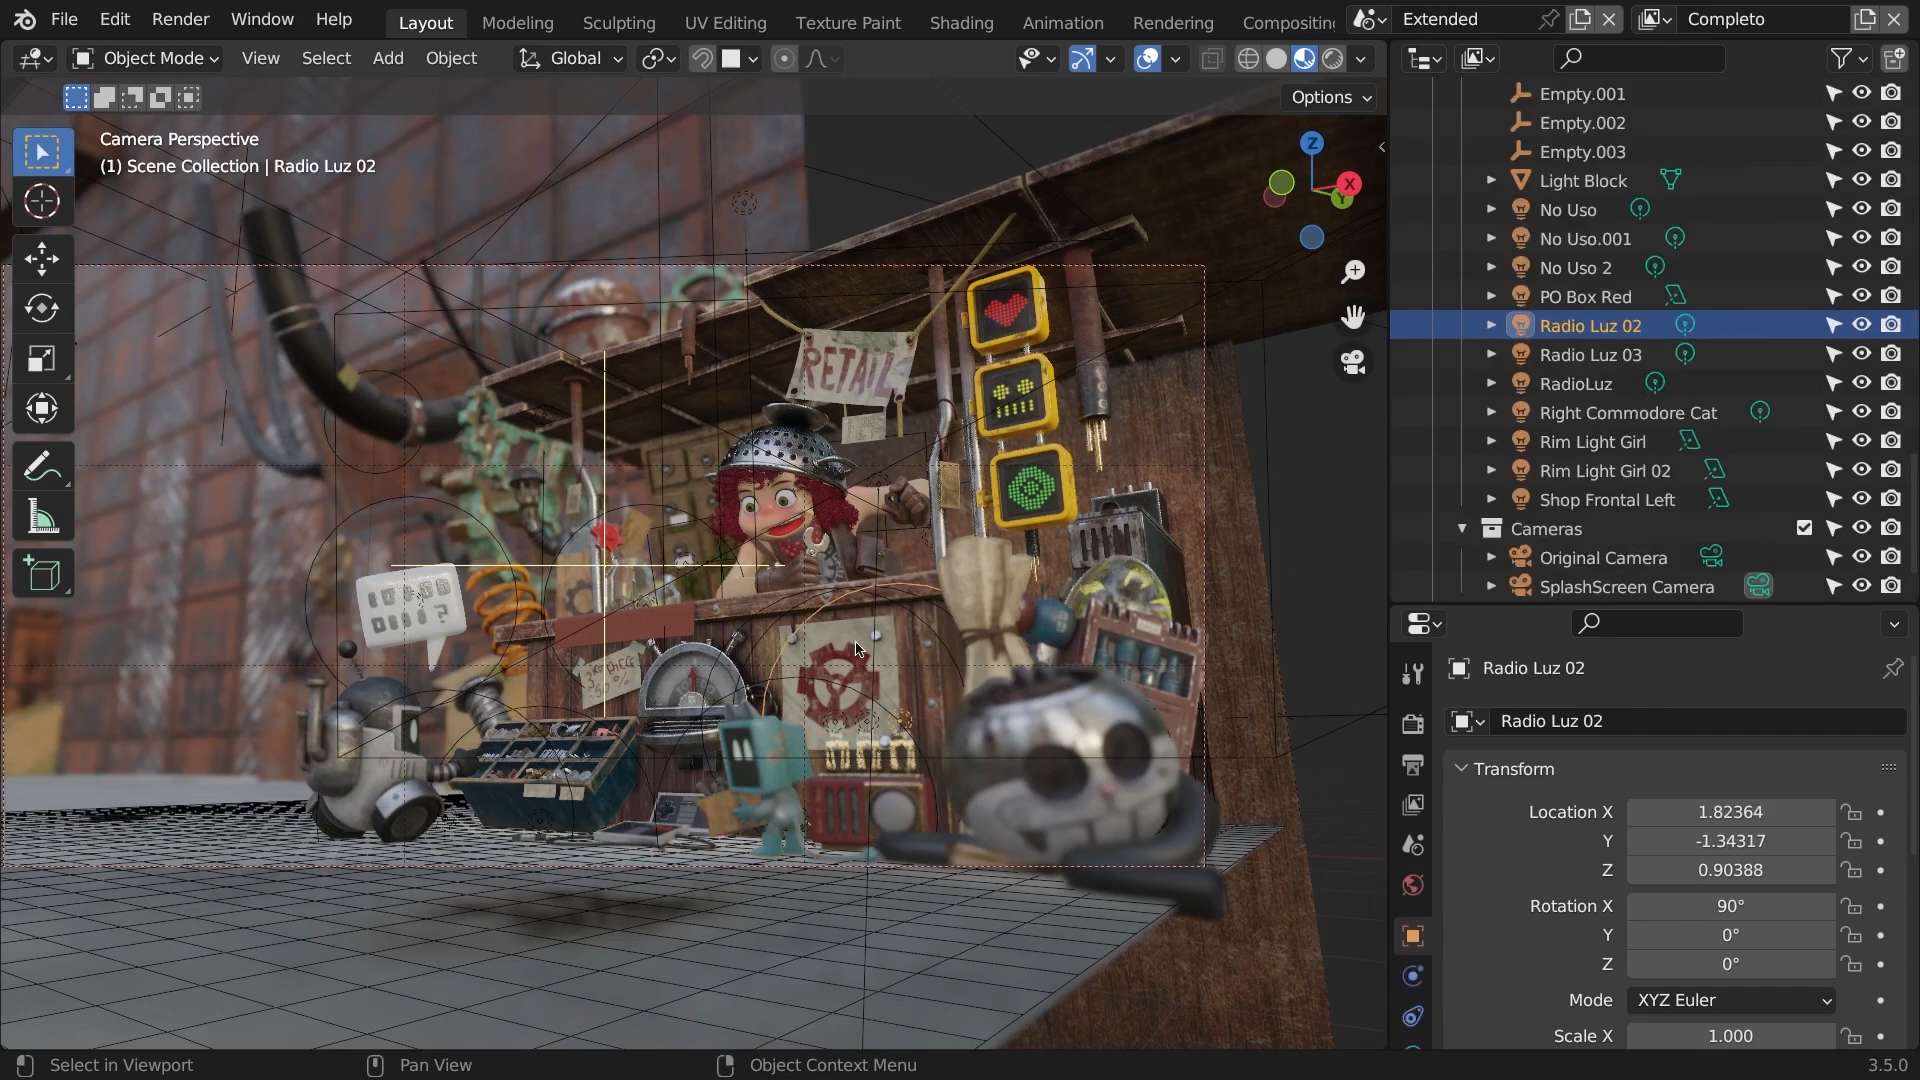 File Edit Render Window Help Layout Modeling Sculpting UV Editing Texture Paint Shading Animation Rendering Compositing Extended Completo
Object Mode View Select Add Object Global
Options
Camera Perspective
(1) Scene Collection | Radio Luz 02
Z
X
Y
RETAIL
Empty.001
Empty.002
Empty.003
Light Block
No Uso
No Uso.001
No Uso 2
PO Box Red
Radio Luz 02
Radio Luz 03
RadioLuz
Right Commodore Cat
Rim Light Girl
Rim Light Girl 02
Shop Frontal Left
Cameras
Original Camera
SplashScreen Camera
Radio Luz 02
Radio Luz 02
Transform
Location X 1.82364
Y -1.34317
Z 0.90388
Rotation X 90°
Y 0°
Z 0°
Mode XYZ Euler
Scale X 1.000
Select in Viewport Pan View Object Context Menu 3.5.0